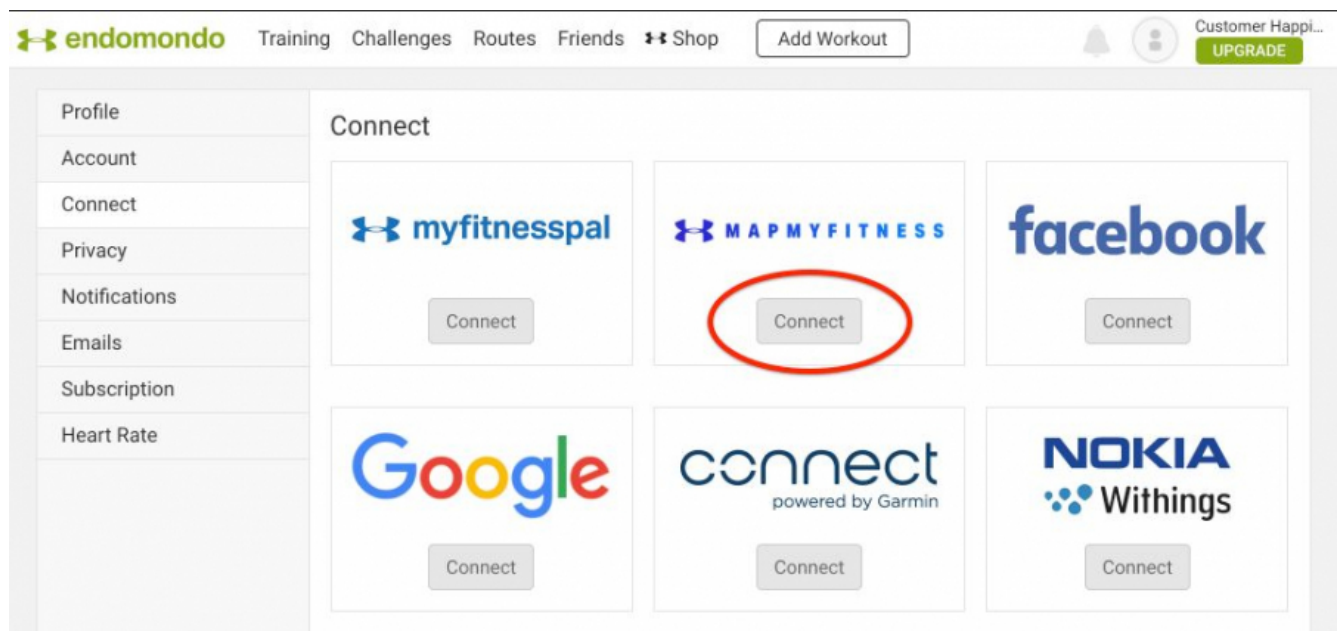 endomondo Training Challenges Routes Friends Shop Add Workout Customer Happi...
UPGRADE
Profile
Account
Connect
Privacy
Notifications
Emails
Subscription
Heart Rate
Connect
myfitnesspal MAPMYFITNESS facebook
Connect Connect Connect
Google connect powered by Garmin NOKIA Withings
Connect Connect Connect